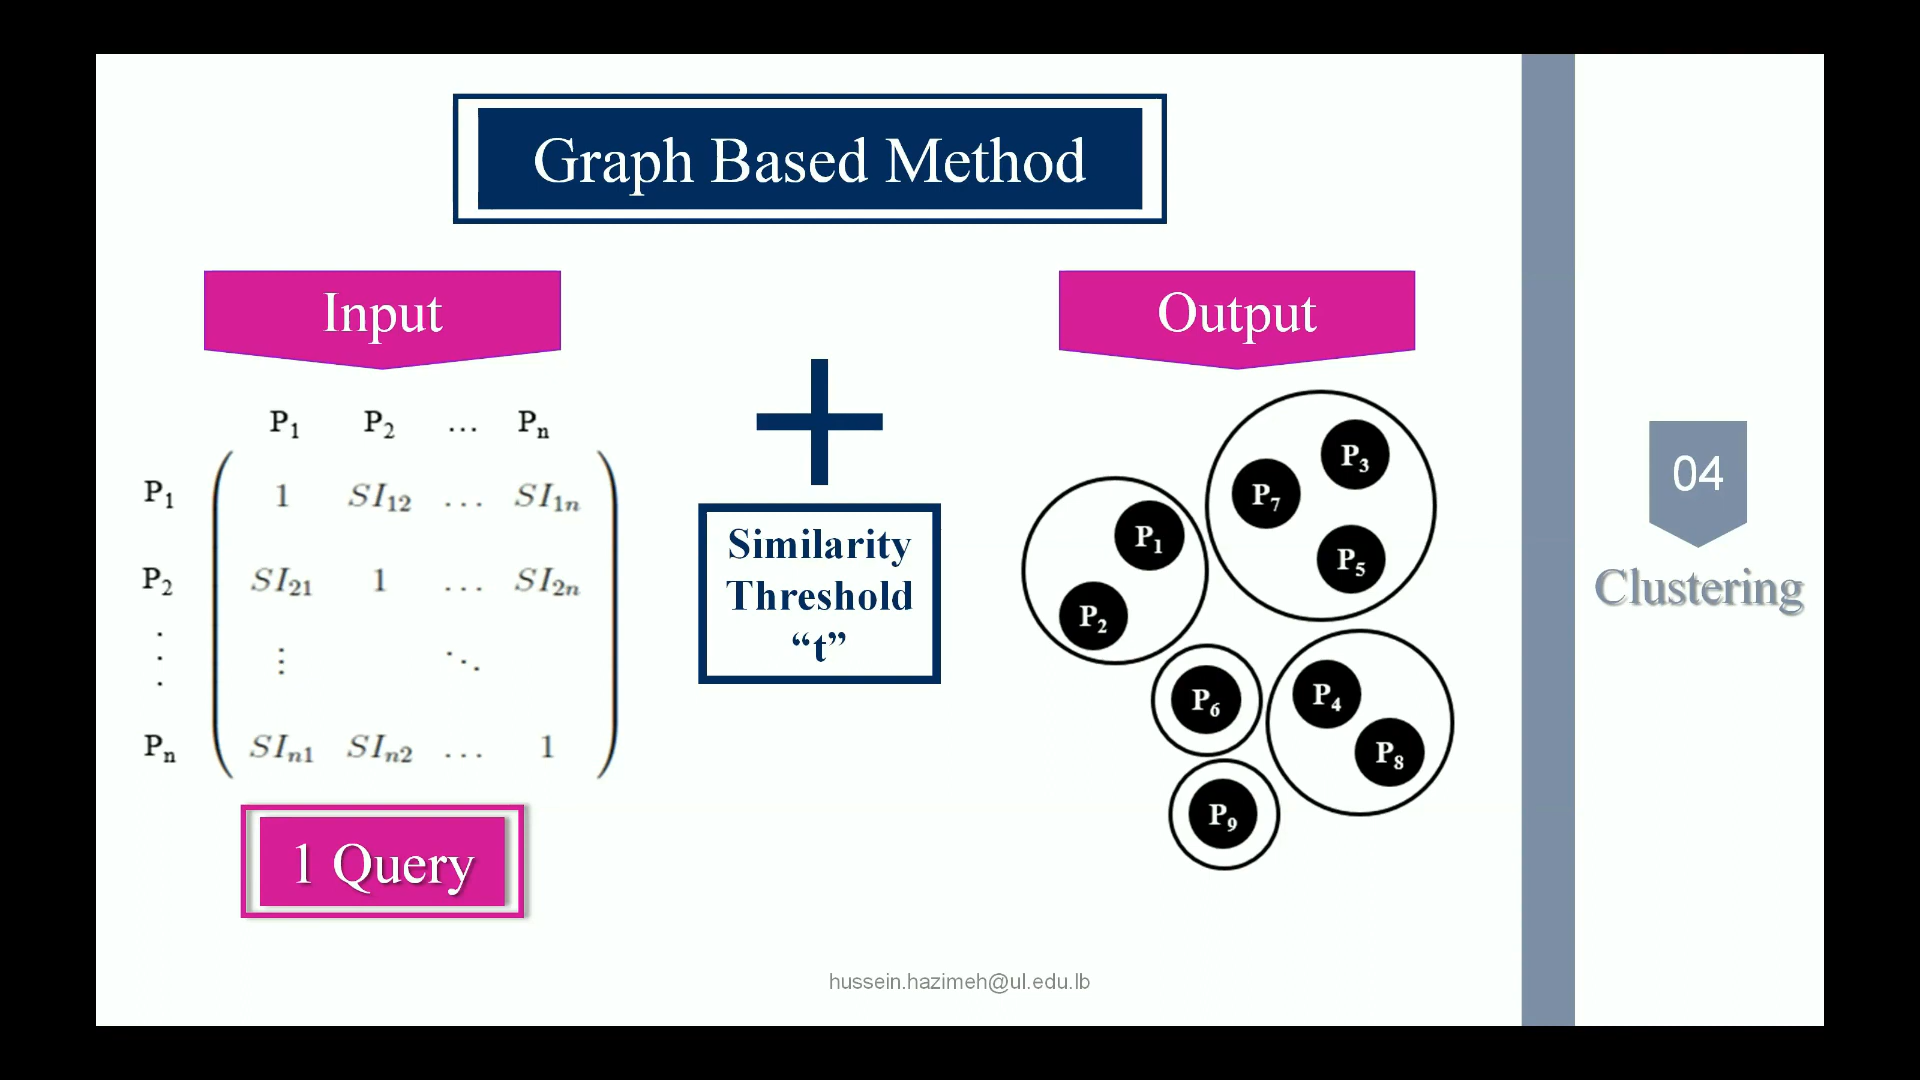 Graph Based Method
Input
Output
P1 P2 ... Pn
P1 1 SI12 ... SI1n
P2 SI21 1 ... SI2n
⋮ ⋮ ⋱
Pn SIn1 SIn2 ... 1
1 Query
Similarity
Threshold
“t”
P3
P7
P1
P5
P2
P4
P6
P8
P9
04
Clustering
hussein.hazimeh@ul.edu.lb